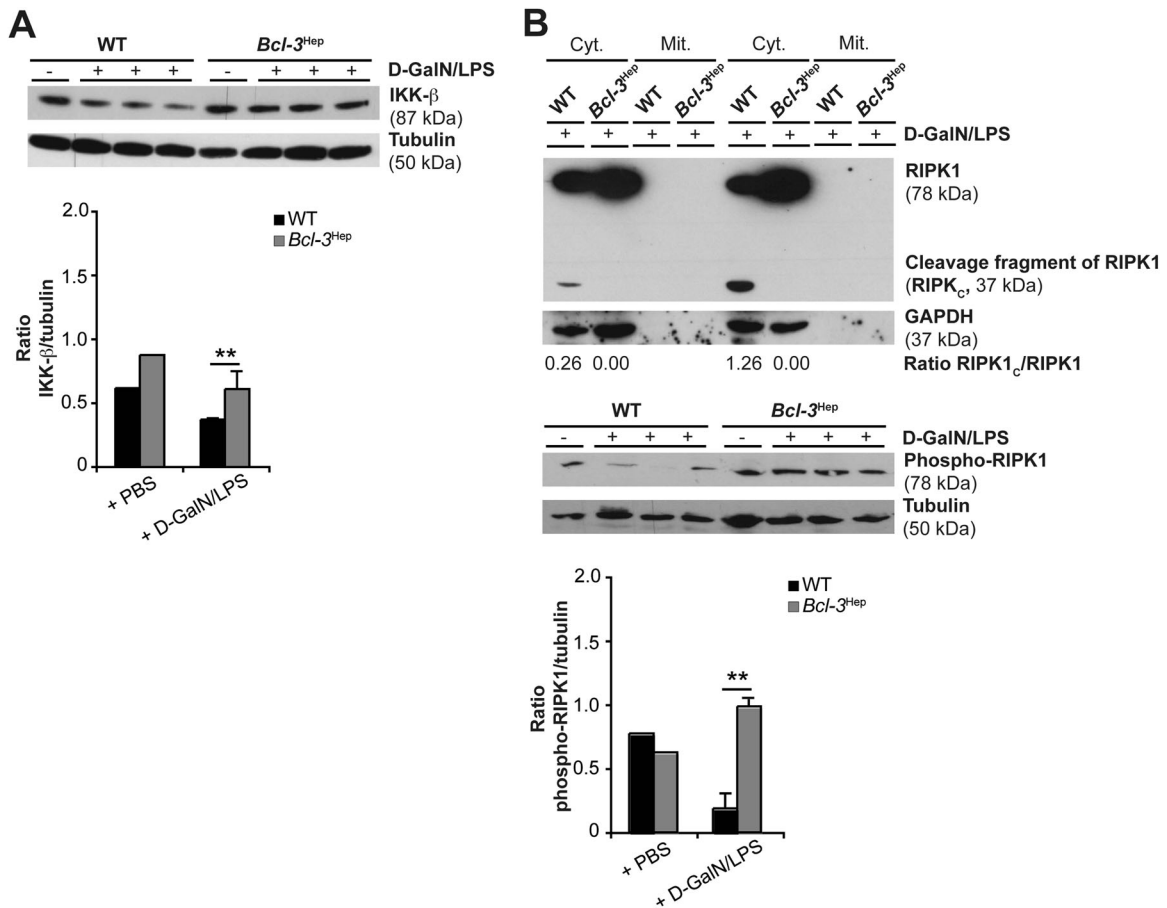 A
WT Bcl-3Hep
- + + + - + + + D-GalN/LPS
IKK-β
(87 kDa)
Tubulin
(50 kDa)
2.0
1.5
1.0
0.5
0
Ratio
IKK-β/tubulin
WT
Bcl-3Hep
**
+ PBS
+ D-GalN/LPS
B
Cyt. Mit. Cyt. Mit.
WT Bcl-3Hep WT Bcl-3Hep WT Bcl-3Hep WT Bcl-3Hep
+ + + + + + + + D-GalN/LPS
RIPK1
(78 kDa)
Cleavage fragment of RIPK1
(RIPKC, 37 kDa)
GAPDH
(37 kDa)
0.26 0.00 1.26 0.00 Ratio RIPK1C/RIPK1
WT Bcl-3Hep
- + + + - + + + D-GalN/LPS
Phospho-RIPK1
(78 kDa)
Tubulin
(50 kDa)
2.0
1.5
1.0
0.5
0
Ratio
phospho-RIPK1/tubulin
WT
Bcl-3Hep
**
+ PBS
+ D-GalN/LPS